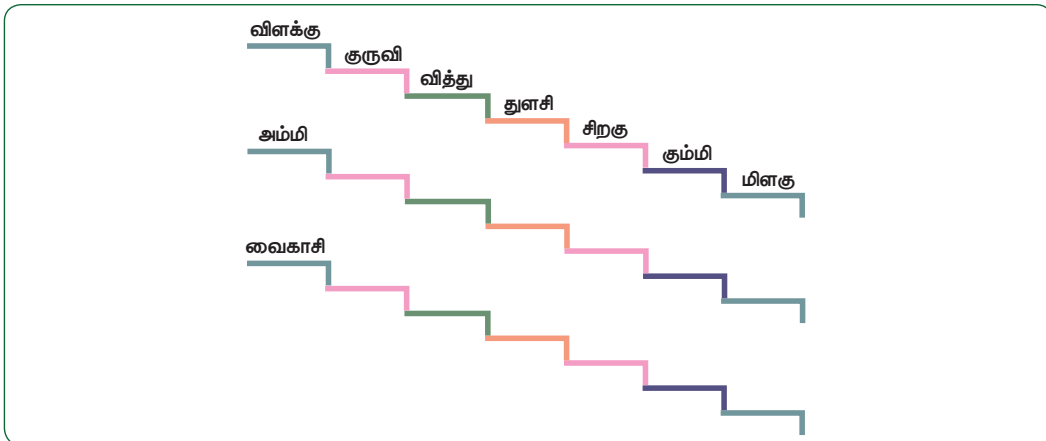 விளக்கு
குருவி
வித்து
துளசி
சிறகு
கும்மி
மிளகு
அம்மி
வைகாசி